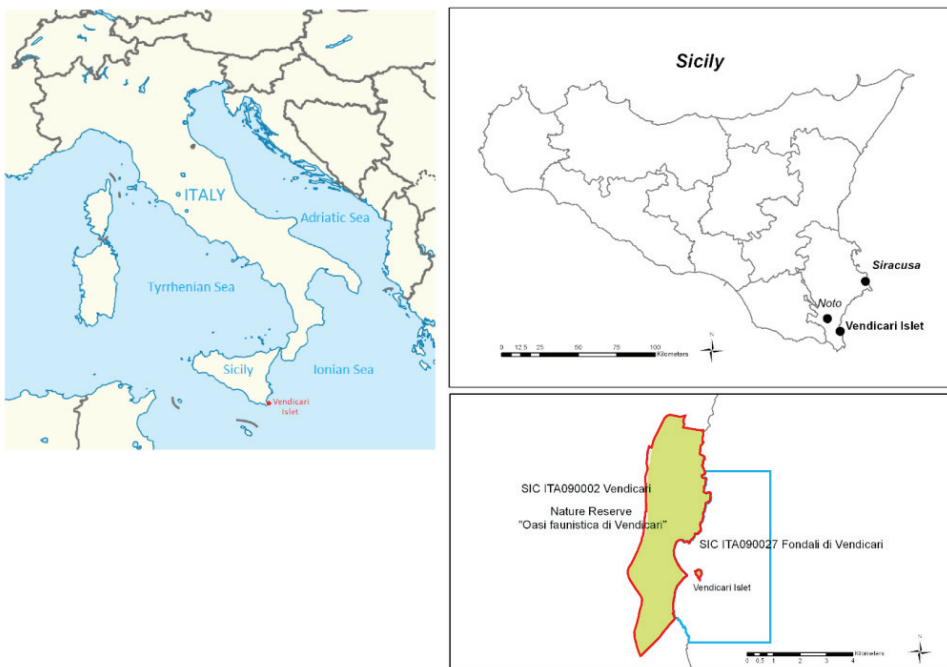 ITALY
Adriatic Sea
Tyrrhenian Sea
Sicily
Ionian Sea
Vendicari
Islet
Sicily
Siracusa
Noto
Vendicari Islet
N
0 12.5 25 50 75 100
Kilometers
SIC ITA090002 Vendicari
Nature Reserve
"Oasi faunistica di Vendicari"
SIC ITA090027 Fondali di Vendicari
Vendicari Islet
N
0 0.5 1 2 3 4
Kilometers